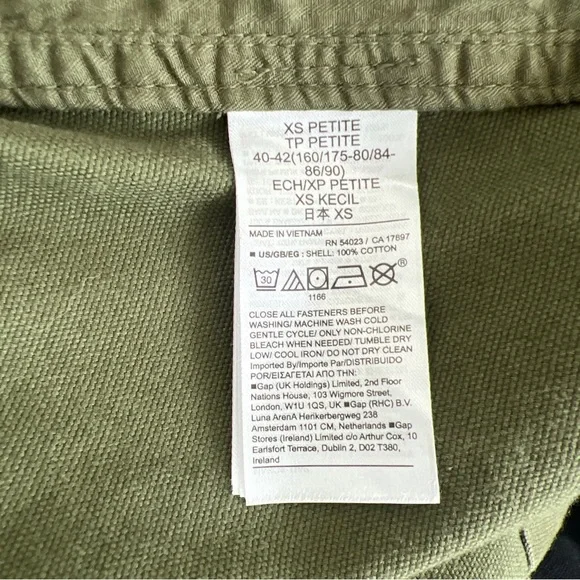 XS PETITE
TP PETITE
40-42(160/175-80/84-
86/90)
ECH/XP PETITE
XS KECIL
日本 XS
MADE IN VIETNAM
RN 54023 / CA 17897
■ US/GB/EG : SHELL: 100% COTTON
30
®
1166
CLOSE ALL FASTENERS BEFORE
WASHING/ MACHINE WASH COLD
GENTLE CYCLE/ ONLY NON-CHLORINE
BLEACH WHEN NEEDED/ TUMBLE DRY
LOW/ COOL IRON/ DO NOT DRY CLEAN
Imported By/Importe Par/DISTRIBUIDO
POR/ΕΙΣΑΓΕΤΑΙ ΑΠΟ ΤΗΝ:
■Gap (UK Holdings) Limited, 2nd Floor
Nations House, 103 Wigmore Street,
London, W1U 1QS, UK ■Gap (RHC) B.V.
Luna ArenA Herikerbergweg 238
Amsterdam 1101 CM, Netherlands ■Gap
Stores (Ireland) Limited c/o Arthur Cox, 10
Earlsfort Terrace, Dublin 2, D02 T380,
Ireland